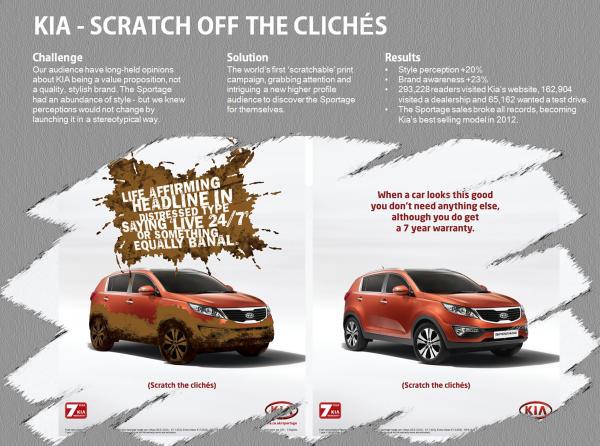 KIA - SCRATCH OFF THE CLICHÉS
Challenge
Our audience have long-held opinions
about KIA being a value proposition, not
a quality, stylish brand. The Sportage
had an abundance of style - but we knew
perceptions would not change by
launching it in a stereotypical way.
Solution
The world's first 'scratchable' print
campaign, grabbing attention and
intriguing a new higher profile
audience to discover the Sportage
for themselves.
Results
• Style perception +20%
• Brand awareness +23%
• 293,228 readers visited Kia's website, 162,904
visited a dealership and 65,162 wanted a test drive.
• The Sportage sales broke all records, becoming
Kia's best selling model in 2012.
LIFE AFFIRMING
HEADLINE IN
DISTRESSED TYPE
SAYING 'LIVE 24/7'
OR SOMETHING
EQUALLY BANAL.
(Scratch the clichés)
7
KIA
KIA
When a car looks this good
you don't need anything else,
although you do get
a 7 year warranty.
(Scratch the clichés)
7
KIA
KIA